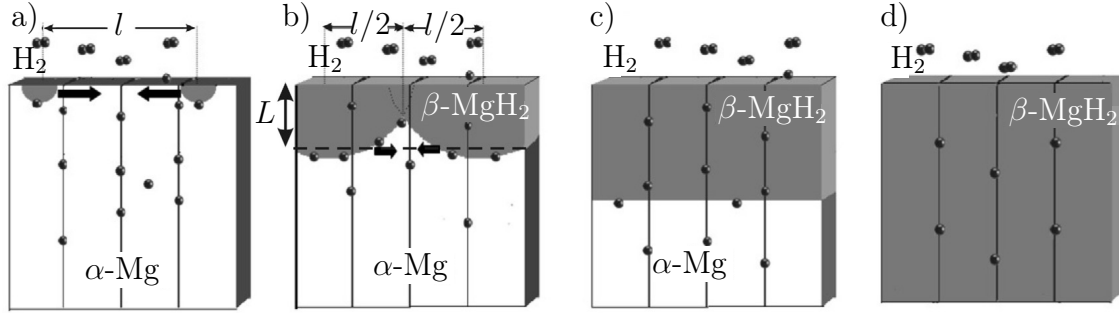 a)
l
H₂
α-Mg
b)
l/2
l/2
H₂
L
β-MgH₂
α-Mg
c)
H₂
β-MgH₂
α-Mg
d)
H₂
β-MgH₂